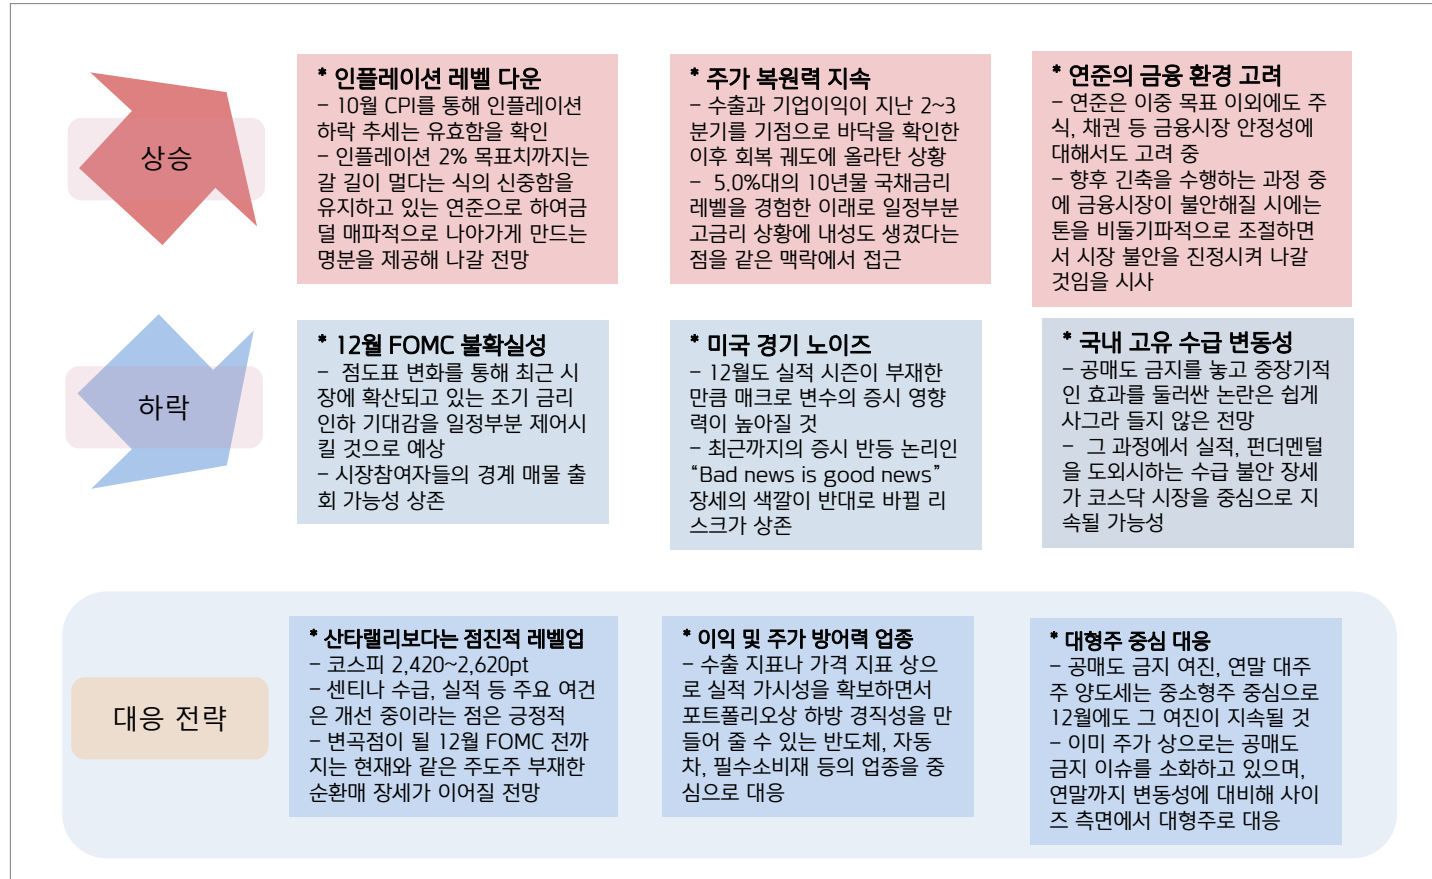 상승
* 인플레이션 레벨 다운
– 10월 CPI를 통해 인플레이션
하락 추세는 유효함을 확인
– 인플레이션 2% 목표치까지는
갈 길이 멀다는 식의 신중함을
유지하고 있는 연준으로 하여금
덜 매파적으로 나아가게 만드는
명분을 제공해 나갈 전망
* 주가 복원력 지속
– 수출과 기업이익이 지난 2~3
분기를 기점으로 바닥을 확인한
이후 회복 궤도에 올라탄 상황
– 5.0%대의 10년물 국채금리
레벨을 경험한 이래로 일정부분
고금리 상황에 내성도 생겼다는
점을 같은 맥락에서 접근
* 연준의 금융 환경 고려
– 연준은 이중 목표 이외에도 주
식, 채권 등 금융시장 안정성에
대해서도 고려 중
– 향후 긴축을 수행하는 과정 중
에 금융시장이 불안해질 시에는
톤을 비둘기파적으로 조절하면
서 시장 불안을 진정시켜 나갈
것임을 시사
하락
* 12월 FOMC 불확실성
– 점도표 변화를 통해 최근 시
장에 확산되고 있는 조기 금리
인하 기대감을 일정부분 제어시
킬 것으로 예상
– 시장참여자들의 경계 매물 출
회 가능성 상존
* 미국 경기 노이즈
– 12월도 실적 시즌이 부재한
만큼 매크로 변수의 증시 영향
력이 높아질 것
– 최근까지의 증시 반등 논리인
“Bad news is good news”
장세의 색깔이 반대로 바뀔 리
스크가 상존
* 국내 고유 수급 변동성
– 공매도 금지를 놓고 중장기적
인 효과를 둘러싼 논란은 쉽게
사그라 들지 않은 전망
– 그 과정에서 실적, 펀더멘털
을 도외시하는 수급 불안 장세
가 코스닥 시장을 중심으로 지
속될 가능성
대응 전략
* 산타랠리보다는 점진적 레벨업
– 코스피 2,420~2,620pt
– 센티나 수급, 실적 등 주요 여건
은 개선 중이라는 점은 긍정적
– 변곡점이 될 12월 FOMC 전까
지는 현재와 같은 주도주 부재한
순환매 장세가 이어질 전망
* 이익 및 주가 방어력 업종
– 수출 지표나 가격 지표 상으
로 실적 가시성을 확보하면서
포트폴리오상 하방 경직성을 만
들어 줄 수 있는 반도체, 자동
차, 필수소비재 등의 업종을 중
심으로 대응
* 대형주 중심 대응
– 공매도 금지 여진, 연말 대주
주 양도세는 중소형주 중심으로
12월에도 그 여진이 지속될 것
– 이미 주가 상으로는 공매도
금지 이슈를 소화하고 있으며,
연말까지 변동성에 대비해 사이
즈 측면에서 대형주로 대응